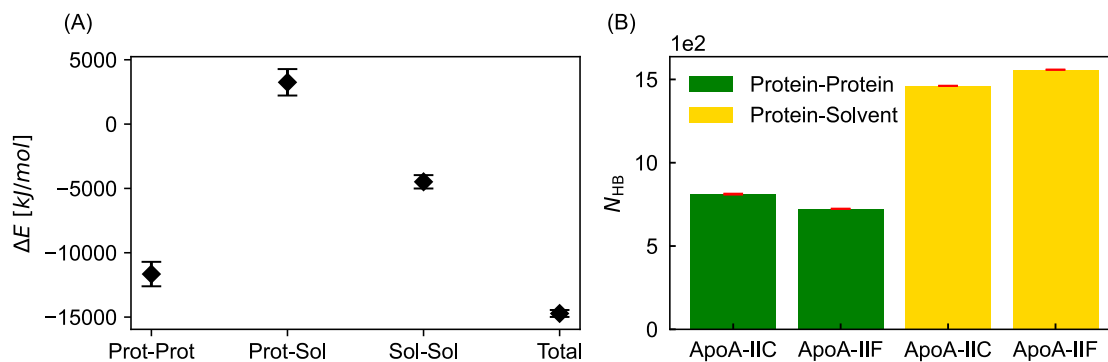 (A)
ΔE [kJ/mol]
5000
0
−5000
−10000
−15000
Prot-Prot
Prot-Sol
Sol-Sol
Total
(B)
1e2
N_HB
15
10
5
0
Protein-Protein
Protein-Solvent
ApoA-IIC
ApoA-IIF
ApoA-IIC
ApoA-IIF